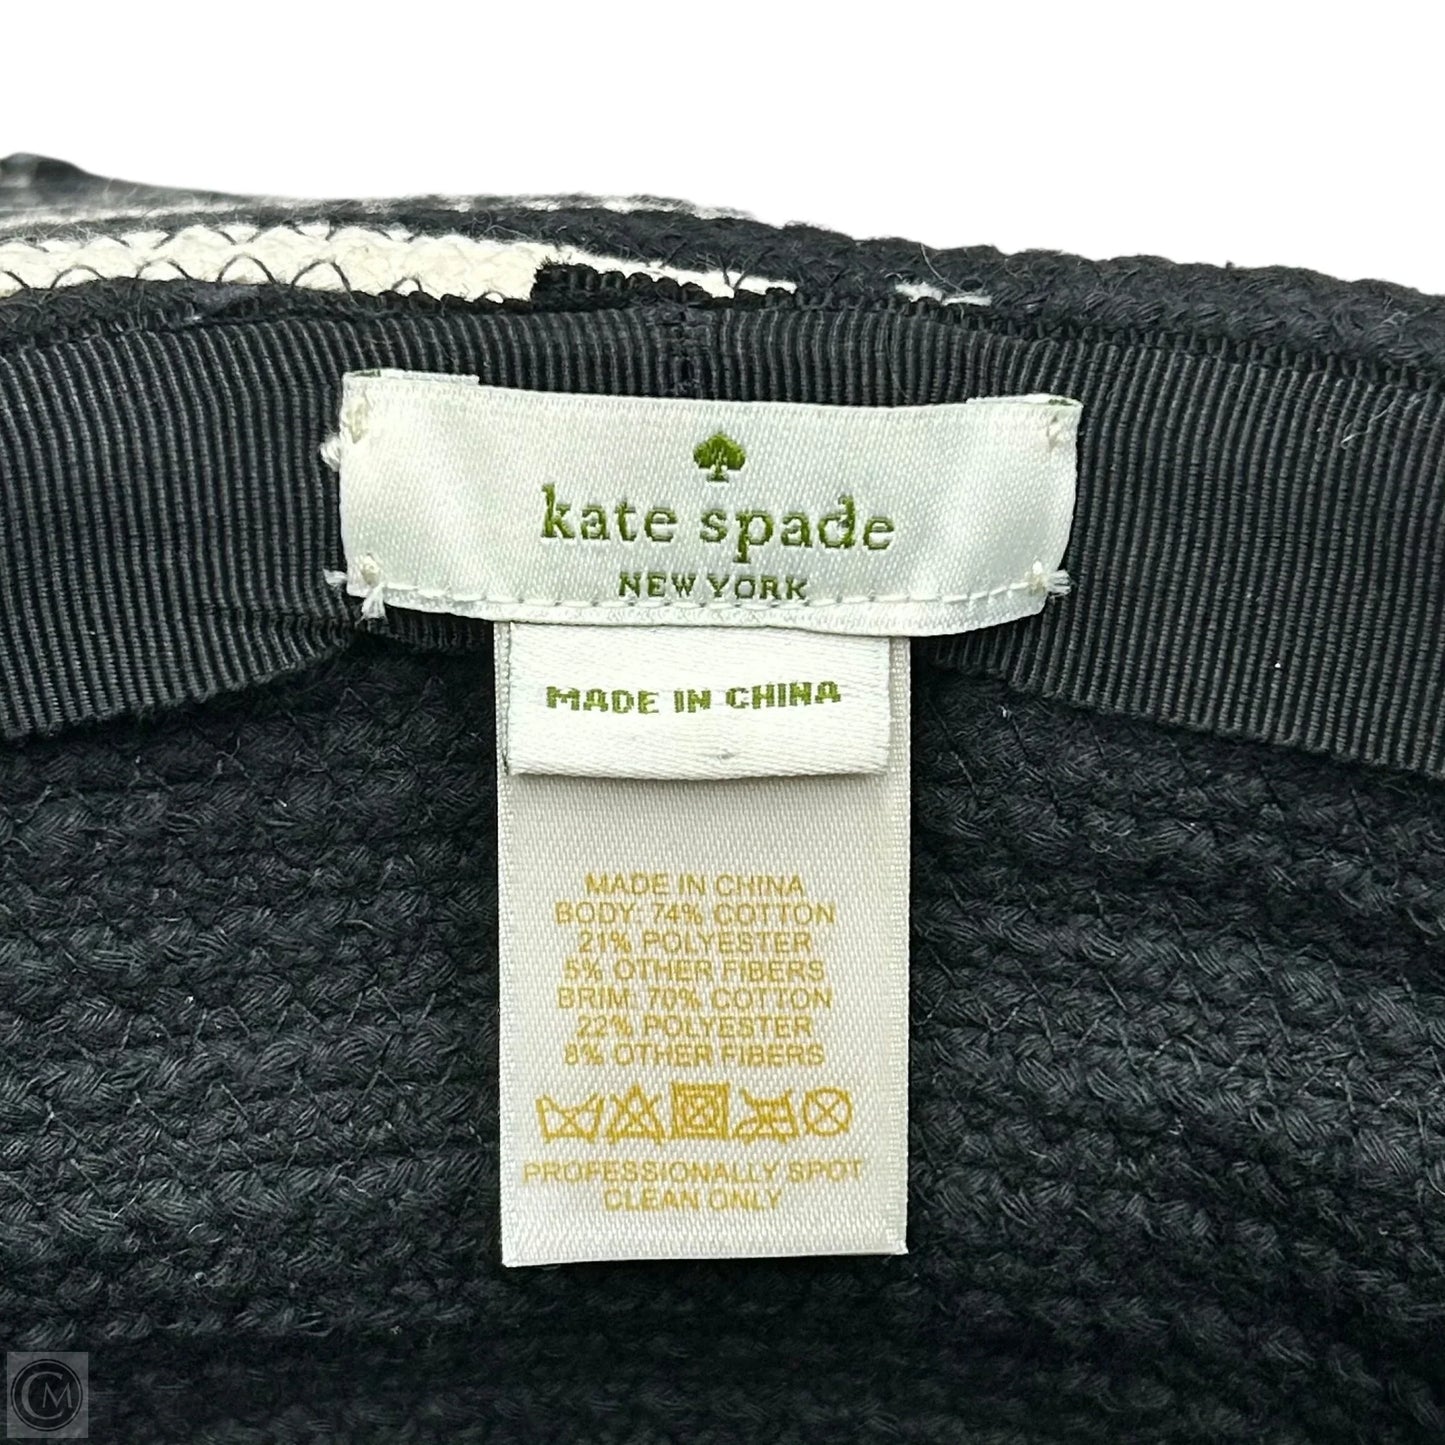 kate spade
NEW YORK
MADE IN CHINA
MADE IN CHINA
BODY: 74% COTTON
21% POLYESTER
5% OTHER FIBERS
BRIM: 70% COTTON
22% POLYESTER
8% OTHER FIBERS
PROFESSIONALLY SPOT
CLEAN ONLY
CM